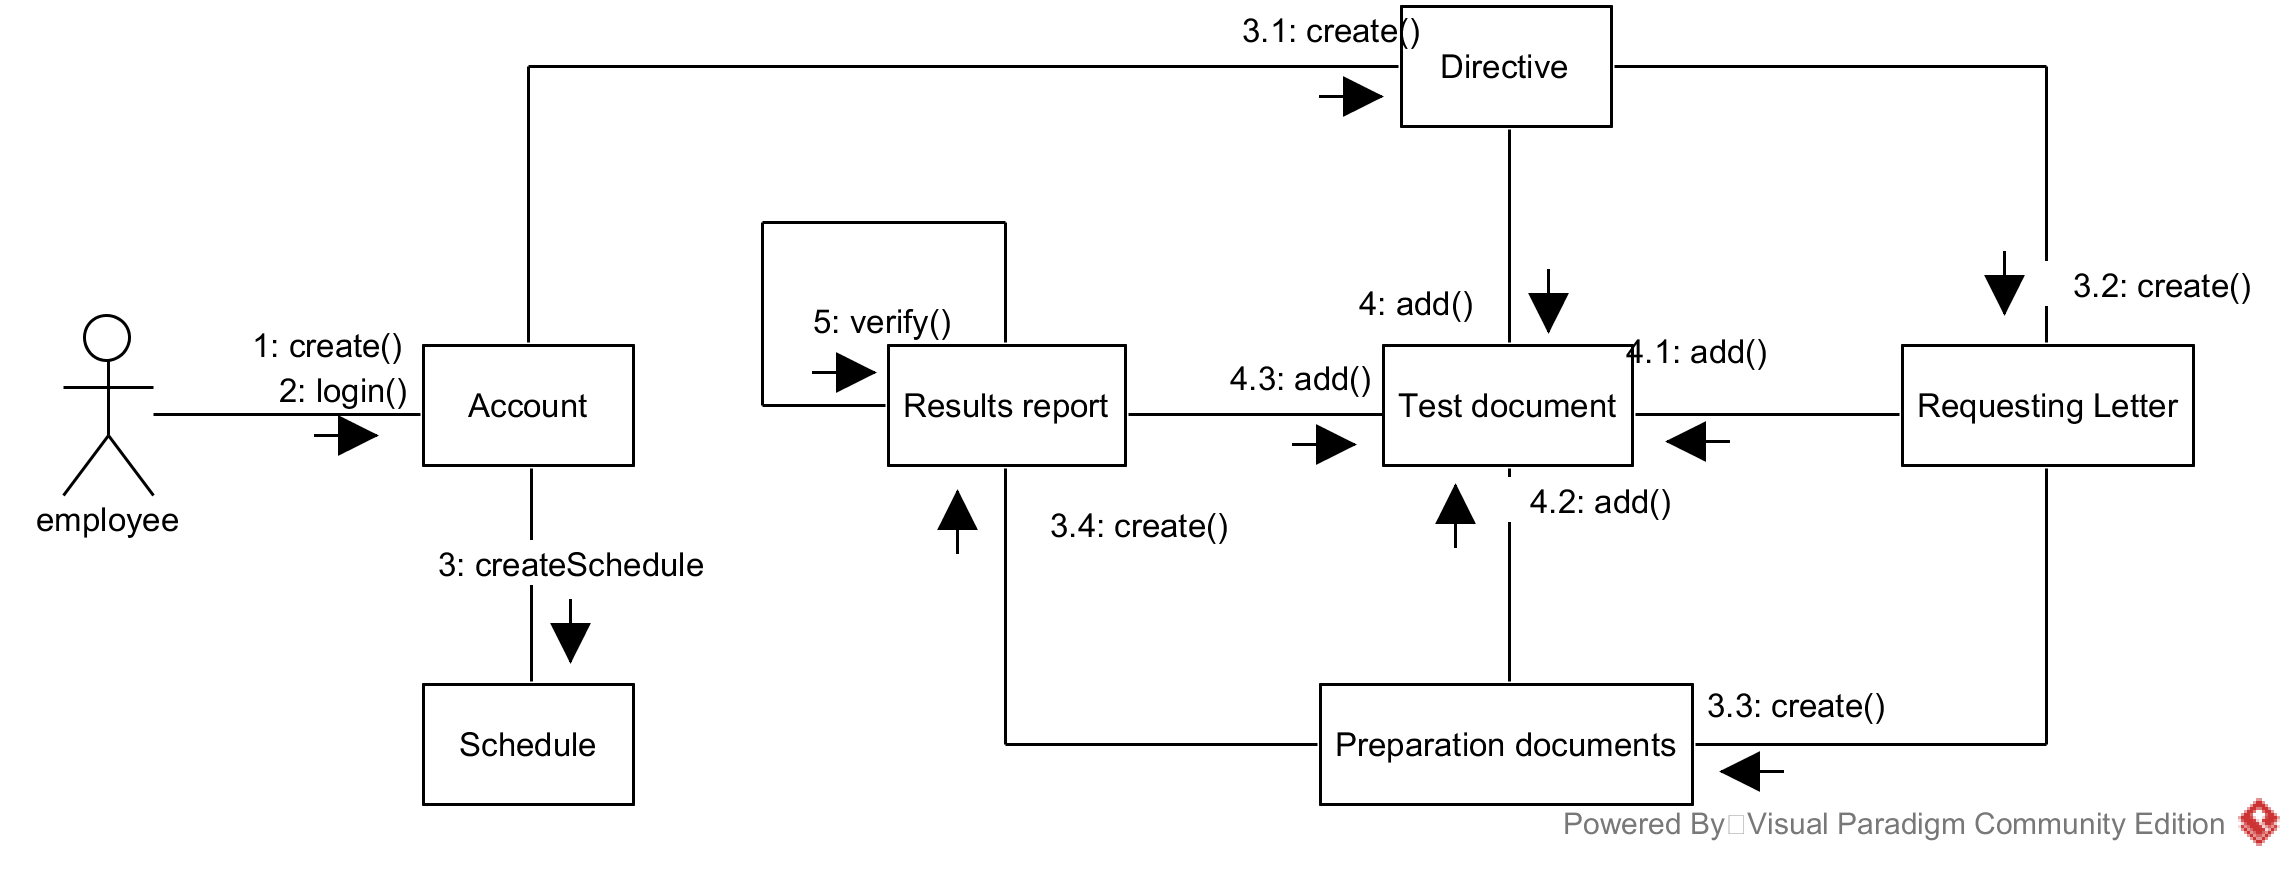 3.1: create()
Directive
3.2: create()
4: add()
5: verify()
1: create()
2: login()
Account
Results report
4.3: add()
Test document
4.1: add()
Requesting Letter
employee
4.2: add()
3.4: create()
3: createSchedule
Schedule
Preparation documents
3.3: create()
Powered By Visual Paradigm Community Edition